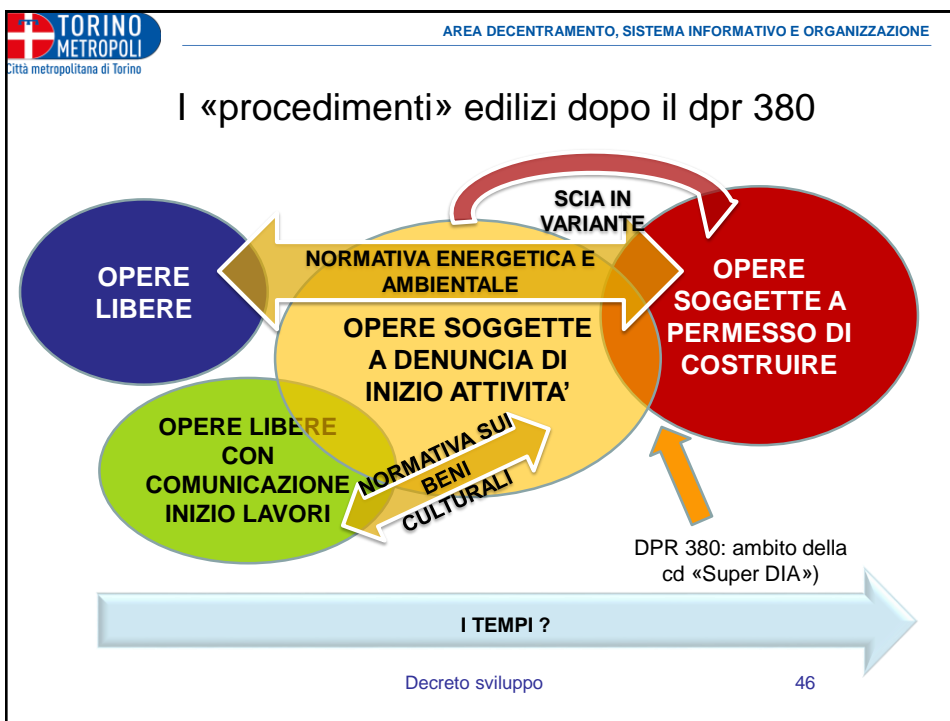 TORINO
METROPOLI
Città metropolitana di Torino
AREA DECENTRAMENTO, SISTEMA INFORMATIVO E ORGANIZZAZIONE
I «procedimenti» edilizi dopo il dpr 380
SCIA IN
VARIANTE
NORMATIVA ENERGETICA E
AMBIENTALE
OPERE
LIBERE
OPERE SOGGETTE
A DENUNCIA DI
INIZIO ATTIVITA’
OPERE
SOGGETTE A
PERMESSO DI
COSTRUIRE
OPERE LIBERE
CON
COMUNICAZIONE
INIZIO LAVORI
NORMATIVA SUI
BENI
CULTURALI
DPR 380: ambito della
cd «Super DIA»)
I TEMPI ?
Decreto sviluppo
46